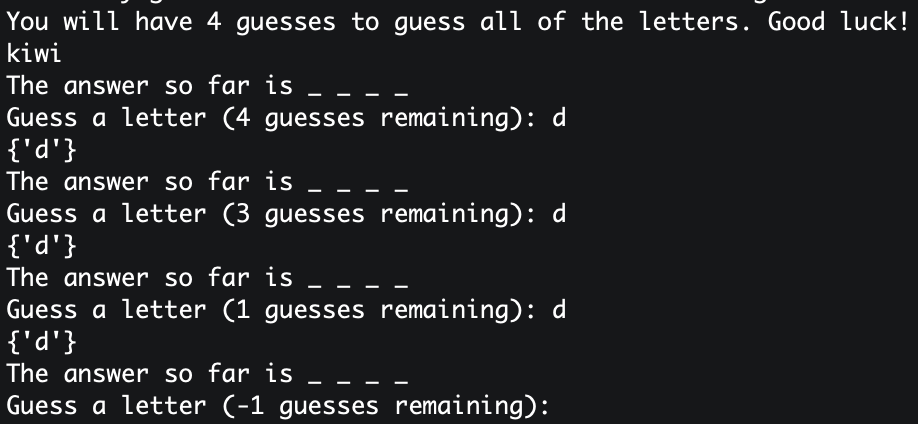 You will have 4 guesses to guess all of the letters. Good luck!
kiwi
The answer so far is _ _ _ _
Guess a letter (4 guesses remaining): d
{'d'}
The answer so far is _ _ _ _
Guess a letter (3 guesses remaining): d
{'d'}
The answer so far is _ _ _ _
Guess a letter (1 guesses remaining): d
{'d'}
The answer so far is _ _ _ _
Guess a letter (-1 guesses remaining):